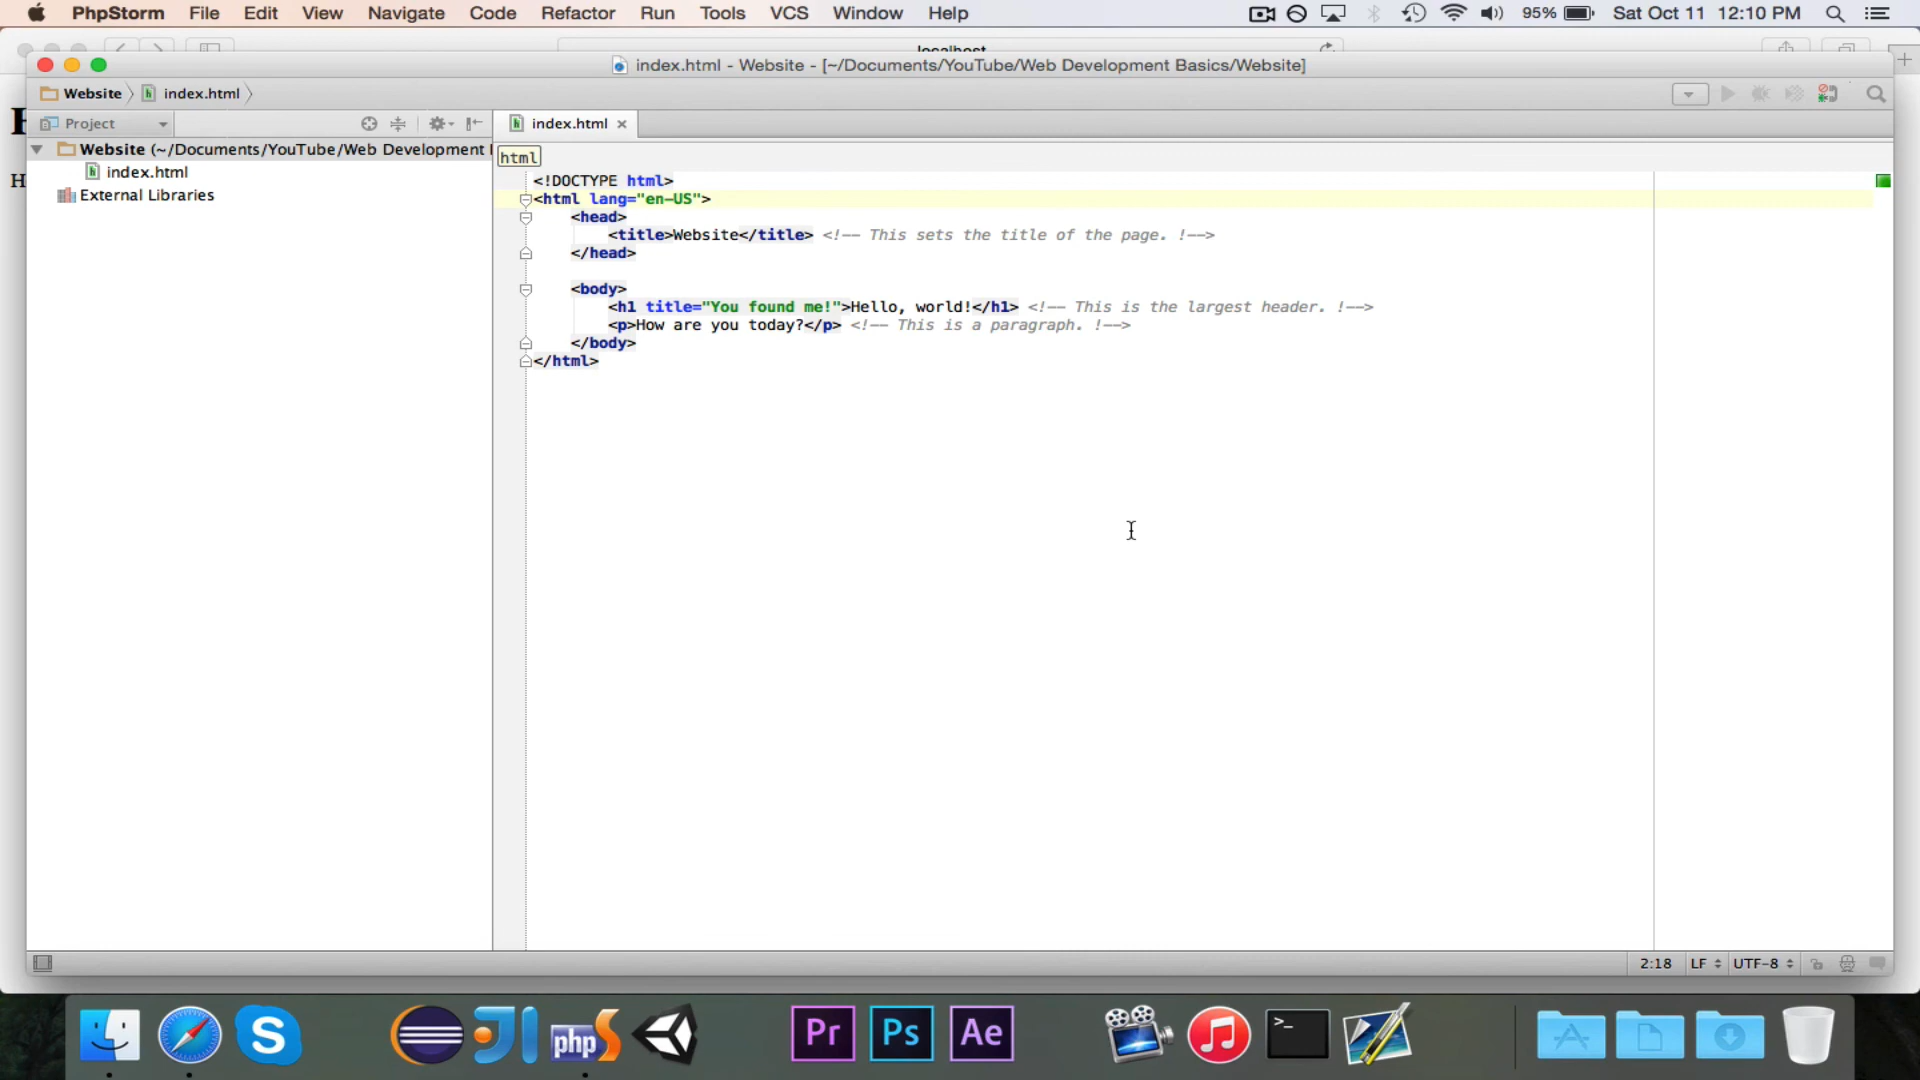 PhpStorm File Edit View Navigate Code Refactor Run Tools VCS Window Help 95% Sat Oct 11 12:10 PM
localhost
index.html - Website - [~/Documents/YouTube/Web Development Basics/Website]
Website index.html
Project
index.html
html
Website (~/Documents/YouTube/Web Development
index.html
External Libraries
<!DOCTYPE html>
<html lang="en-US">
<head>
<title>Website</title> <!-- This sets the title of the page. !-->
</head>
<body>
<h1 title="You found me!">Hello, world!</h1> <!-- This is the largest header. !-->
<p>How are you today?</p> <!-- This is a paragraph. !-->
</body>
</html>
H
2:18 LF UTF-8
S
JI
php
Pr
Ps
Ae
>_